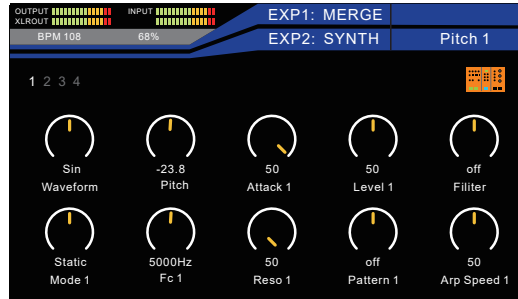 OUTPUT INPUT EXP1: MERGE
XLROUT
BPM 108 68% EXP2: SYNTH Pitch 1
1 2 3 4
Sin -23.8 50 50 off
Waveform Pitch Attack 1 Level 1 Filiter
Static 5000Hz 50 off 50
Mode 1 Fc 1 Reso 1 Pattern 1 Arp Speed 1